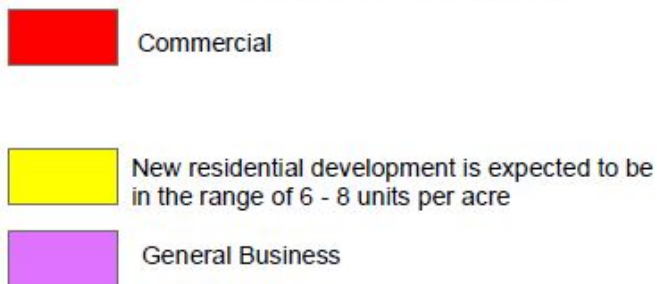 Commercial
New residential development is expected to be
in the range of 6 - 8 units per acre
General Business